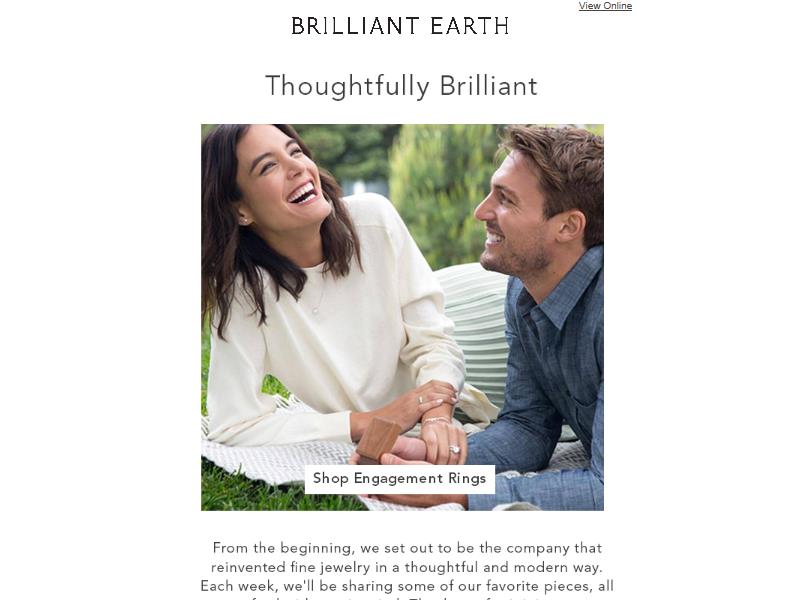 View Online
BRILLIANT EARTH
Thoughtfully Brilliant
Shop Engagement Rings
From the beginning, we set out to be the company that
reinvented fine jewelry in a thoughtful and modern way.
Each week, we'll be sharing some of our favorite pieces, all